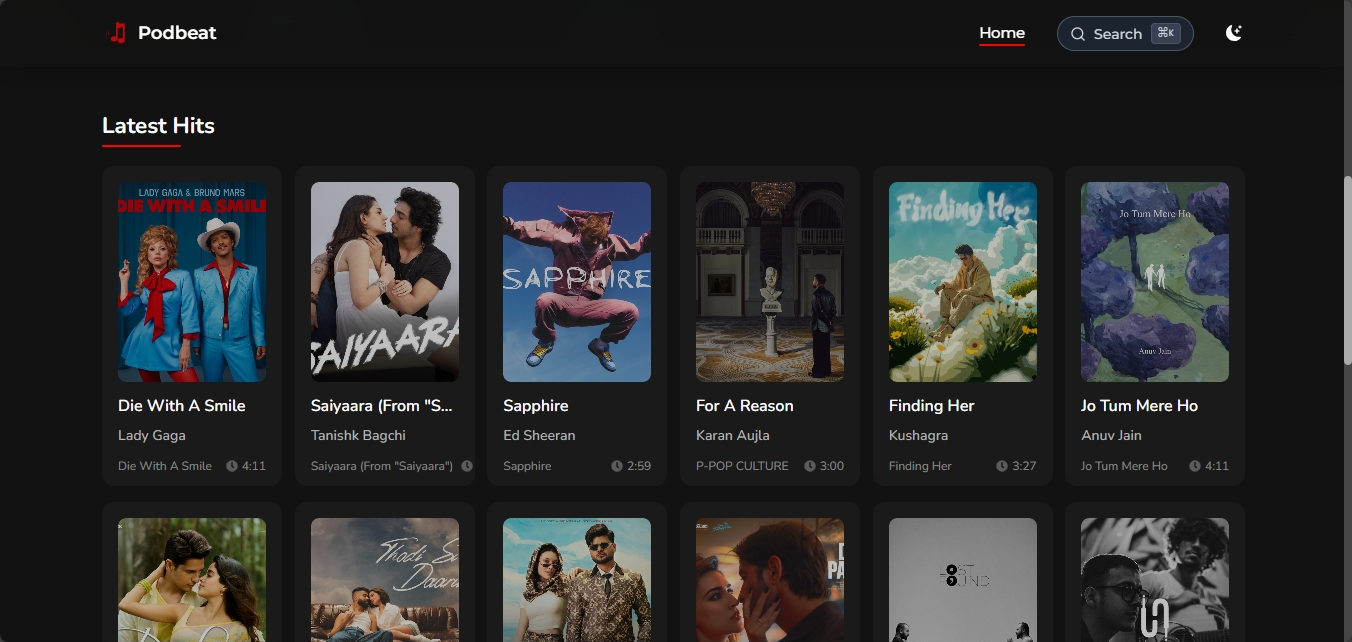 Podbeat
Home
Search
⌘K
Latest Hits
LADY GAGA & BRUNO MARS
DIE WITH A SMILE
SAIYAARA
SAPPHIRE
Finding Her
Jo Tum Mere Ho
Anuv Jain
Die With A Smile
Saiyaara (From "S...
Sapphire
For A Reason
Finding Her
Jo Tum Mere Ho
Lady Gaga
Tanishk Bagchi
Ed Sheeran
Karan Aujla
Kushagra
Anuv Jain
Die With A Smile
4:11
Saiyaara (From "Saiyaara")
Sapphire
2:59
P-POP CULTURE
3:00
Finding Her
3:27
Jo Tum Mere Ho
4:11
Thodi Si
Daaru